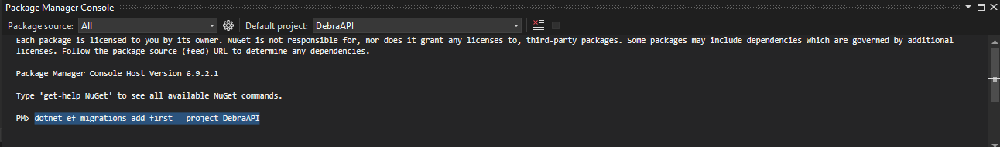 Package Manager Console
Package source: All Default project: DebraAPI
Each package is licensed to you by its owner. NuGet is not responsible for, nor does it grant any licenses to, third-party packages. Some packages may include dependencies which are governed by additional
licenses. Follow the package source (feed) URL to determine any dependencies.
Package Manager Console Host Version 6.9.2.1
Type 'get-help NuGet' to see all available NuGet commands.
PM> dotnet ef migrations add first --project DebraAPI